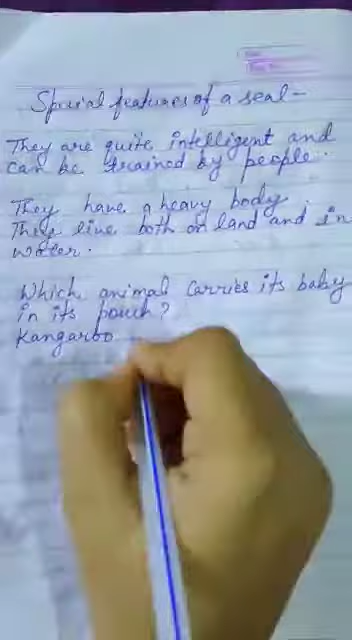 Special features of a seal -
They are quite intelligent and
can be trained by people.
They have a heavy body.
They live both on land and in
water.
Which animal carries its baby
in its pouch?
Kangaroo